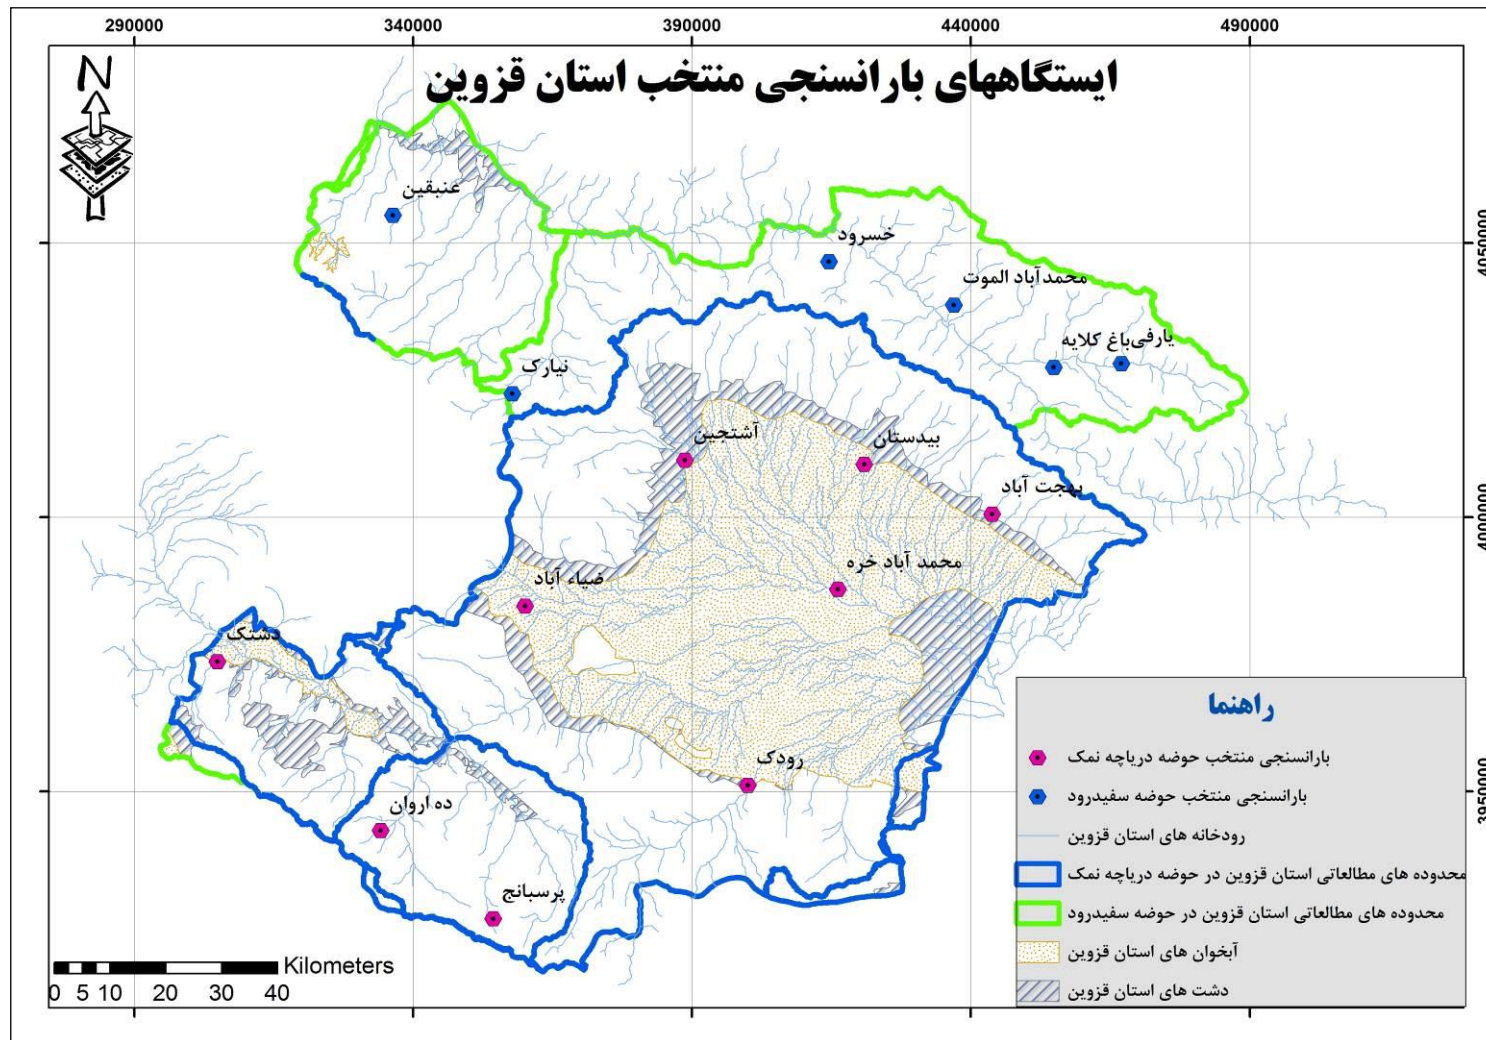 290000 340000 390000 440000 490000
ایستگاههای بارانسنجی منتخب استان قزوین
N
عنبقین
4050000
خسرود
محمدآباد الموت
یارفی باغ کلایه
نیارک
آشتجین
بیدستان
بهجت آباد
4000000
محمد آباد خره
ضیاء آباد
دشتک
رودک
3950000
ده اروان
پرسبانج
راهنما
بارانسنجی منتخب حوضه دریاچه نمک
بارانسنجی منتخب حوضه سفیدرود
رودخانه های استان قزوین
محدوده های مطالعاتی استان قزوین در حوضه دریاچه نمک
محدوده های مطالعاتی استان قزوین در حوضه سفیدرود
آبخوان های استان قزوین
دشت های استان قزوین
Kilometers
0 5 10 20 30 40